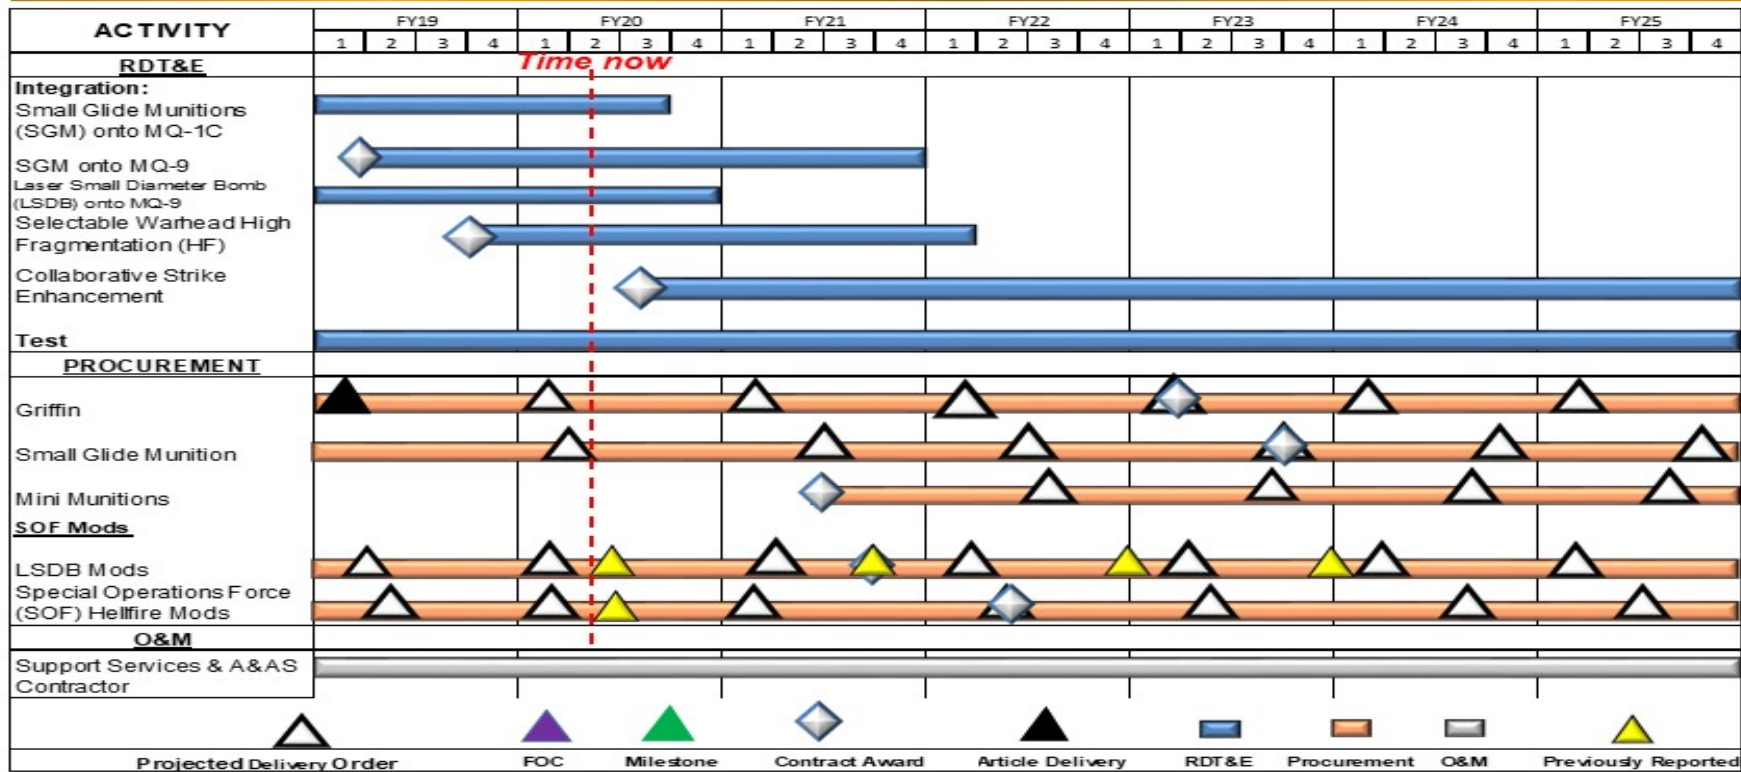 ACTIVITY FY19 FY20 FY21 FY22 FY23 FY24 FY25
1 2 3 4 1 2 3 4 1 2 3 4 1 2 3 4 1 2 3 4 1 2 3 4 1 2 3 4
RDT&E
Time now
Integration:
Small Glide Munitions
(SGM) onto MQ-1C
SGM onto MQ-9
Laser Small Diameter Bomb
(LSDB) onto MQ-9
Selectable Warhead High
Fragmentation (HF)
Collaborative Strike
Enhancement
Test
PROCUREMENT
Griffin
Small Glide Munition
Mini Munitions
SOF Mods
LSDB Mods
Special Operations Force
(SOF) Hellfire Mods
O&M
Support Services & A&AS
Contractor
Projected Delivery Order FOC Milestone Contract Award Article Delivery RDT&E Procurement O&M Previously Reported